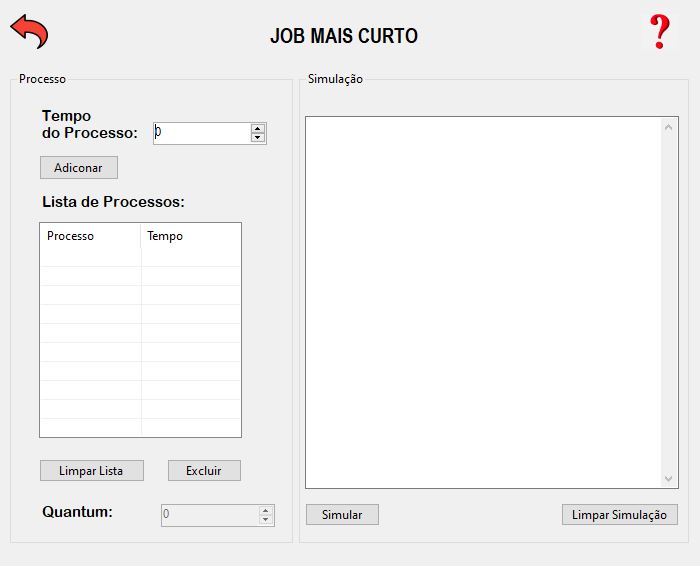 JOB MAIS CURTO
?
Processo
Tempo
do Processo:
0
Adiconar
Lista de Processos:
Processo Tempo
Limpar Lista Excluir
Quantum: 0
Simulação
Simular Limpar Simulação